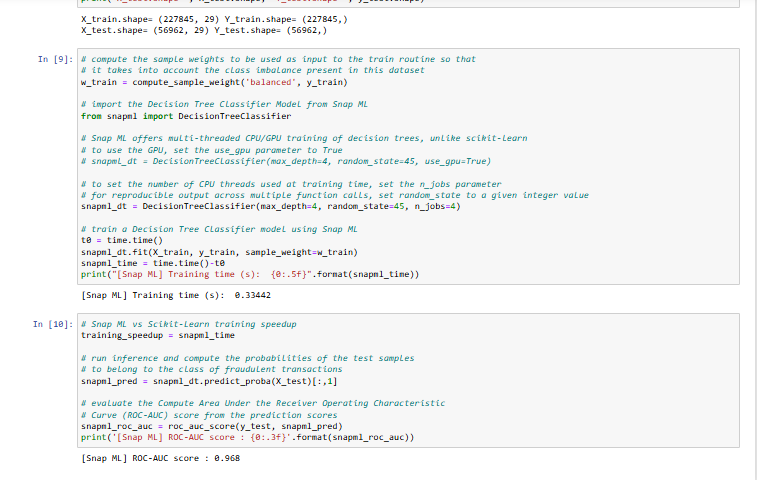 X_train.shape= (227845, 29) Y_train.shape= (227845,)
X_test.shape= (56962, 29) Y_test.shape= (56962,)
In [9]:
# compute the sample weights to be used as input to the train routine so that
# it takes into account the class imbalance present in this dataset
w_train = compute_sample_weight('balanced', y_train)
# import the Decision Tree Classifier Model from Snap ML
from snapml import DecisionTreeClassifier
# Snap ML offers multi-threaded CPU/GPU training of decision trees, unlike scikit-learn
# to use the GPU, set the use_gpu parameter to True
# snapml_dt = DecisionTreeClassifier(max_depth=4, random_state=45, use_gpu=True)
# to set the number of CPU threads used at training time, set the n_jobs parameter
# for reproducible output across multiple function calls, set random_state to a given integer value
snapml_dt = DecisionTreeClassifier(max_depth=4, random_state=45, n_jobs=4)
# train a Decision Tree Classifier model using Snap ML
t0 = time.time()
snapml_dt.fit(X_train, y_train, sample_weight=w_train)
snapml_time = time.time()-t0
print("[Snap ML] Training time (s):  {0:.5f}".format(snapml_time))
[Snap ML] Training time (s):  0.33442
In [10]:
# Snap ML vs Scikit-Learn training speedup
training_speedup = snapml_time
# run inference and compute the probabilities of the test samples
# to belong to the class of fraudulent transactions
snapml_pred = snapml_dt.predict_proba(X_test)[:,1]
# evaluate the Compute Area Under the Receiver Operating Characteristic
# Curve (ROC-AUC) score from the prediction scores
snapml_roc_auc = roc_auc_score(y_test, snapml_pred)
print('[Snap ML] ROC-AUC score : {0:.3f}'.format(snapml_roc_auc))
[Snap ML] ROC-AUC score : 0.968